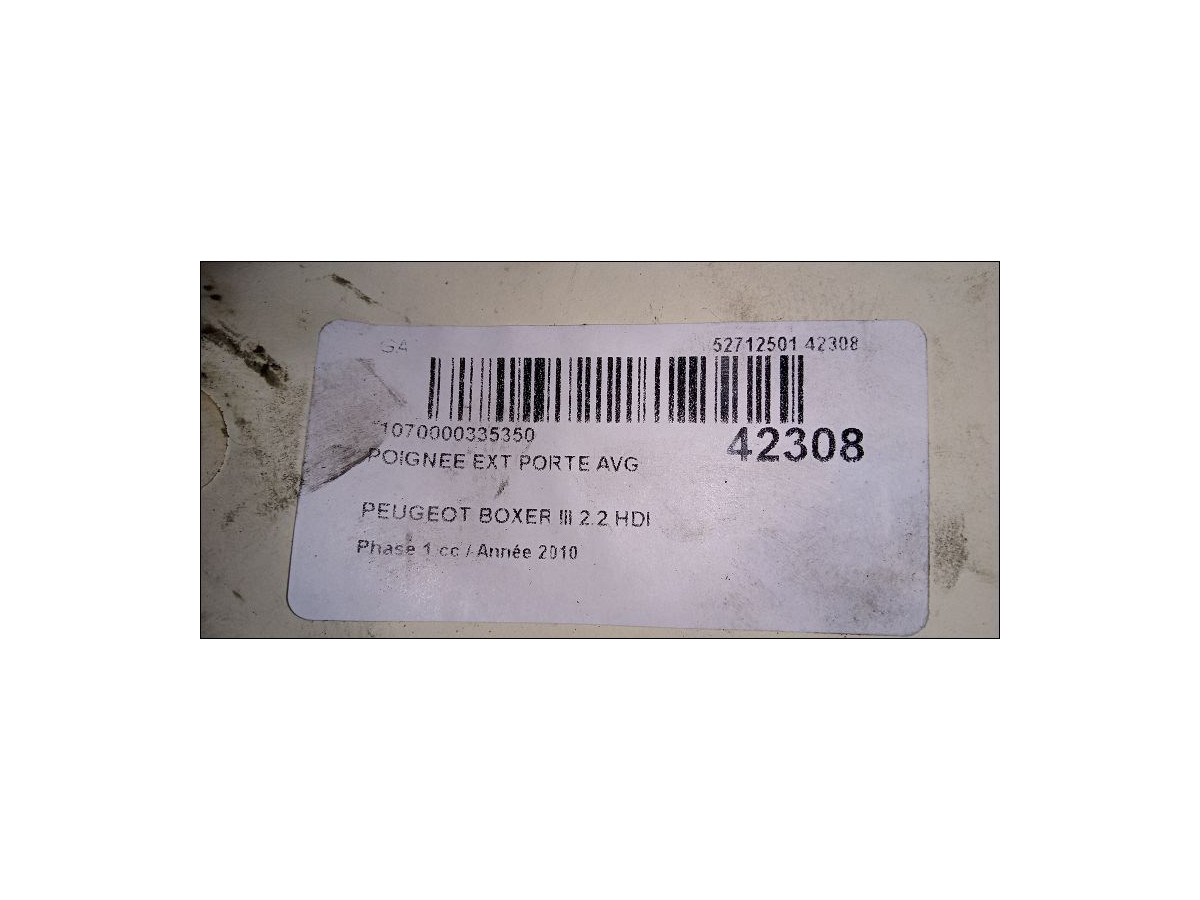 GA 52712501 42308
1070000335350
42308
POIGNEE EXT PORTE AVG
PEUGEOT BOXER III 2.2 HDI
Phase 1 cc / Année 2010